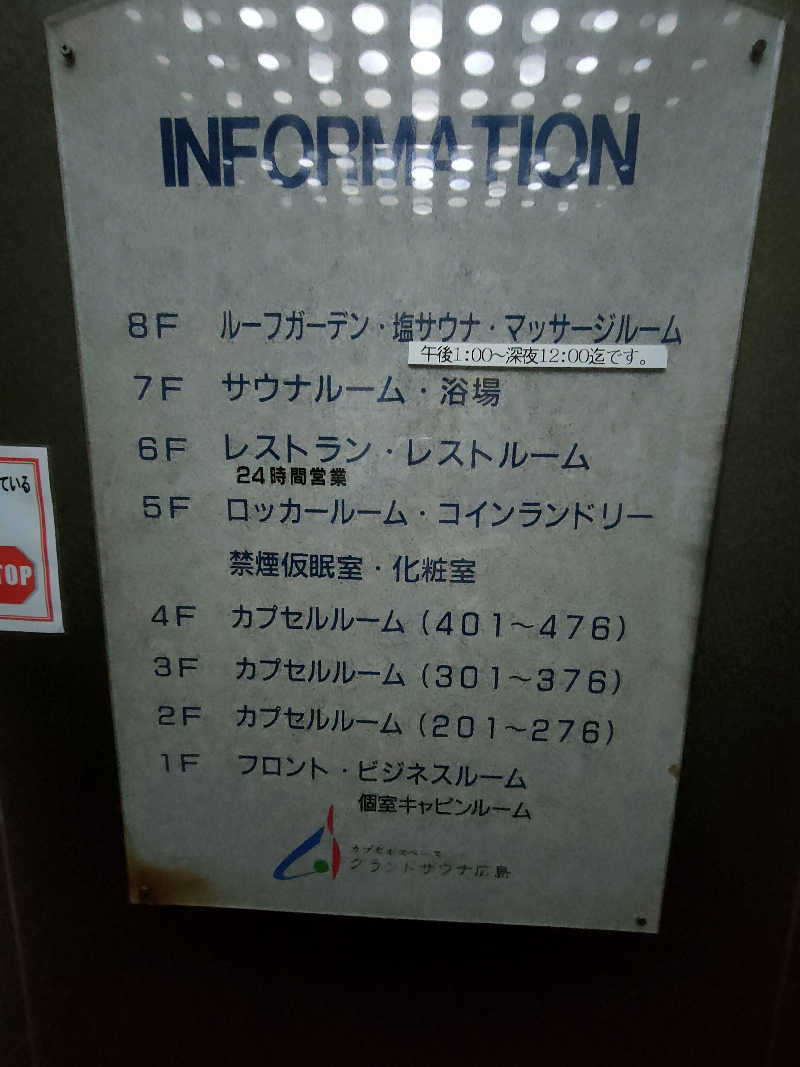 INFORMATION
8F ルーフガーデン・塩サウナ・マッサージルーム
午後1:00～深夜12:00迄です。
7F サウナルーム・浴場
6F レストラン・レストルーム
24時間営業
5F ロッカールーム・コインランドリー
禁煙仮眠室・化粧室
4F カプセルルーム(401～476)
3F カプセルルーム(301～376)
2F カプセルルーム(201～276)
1F フロント・ビジネスルーム
個室キャビンルーム
グランドサウナ広島
ている
TOP